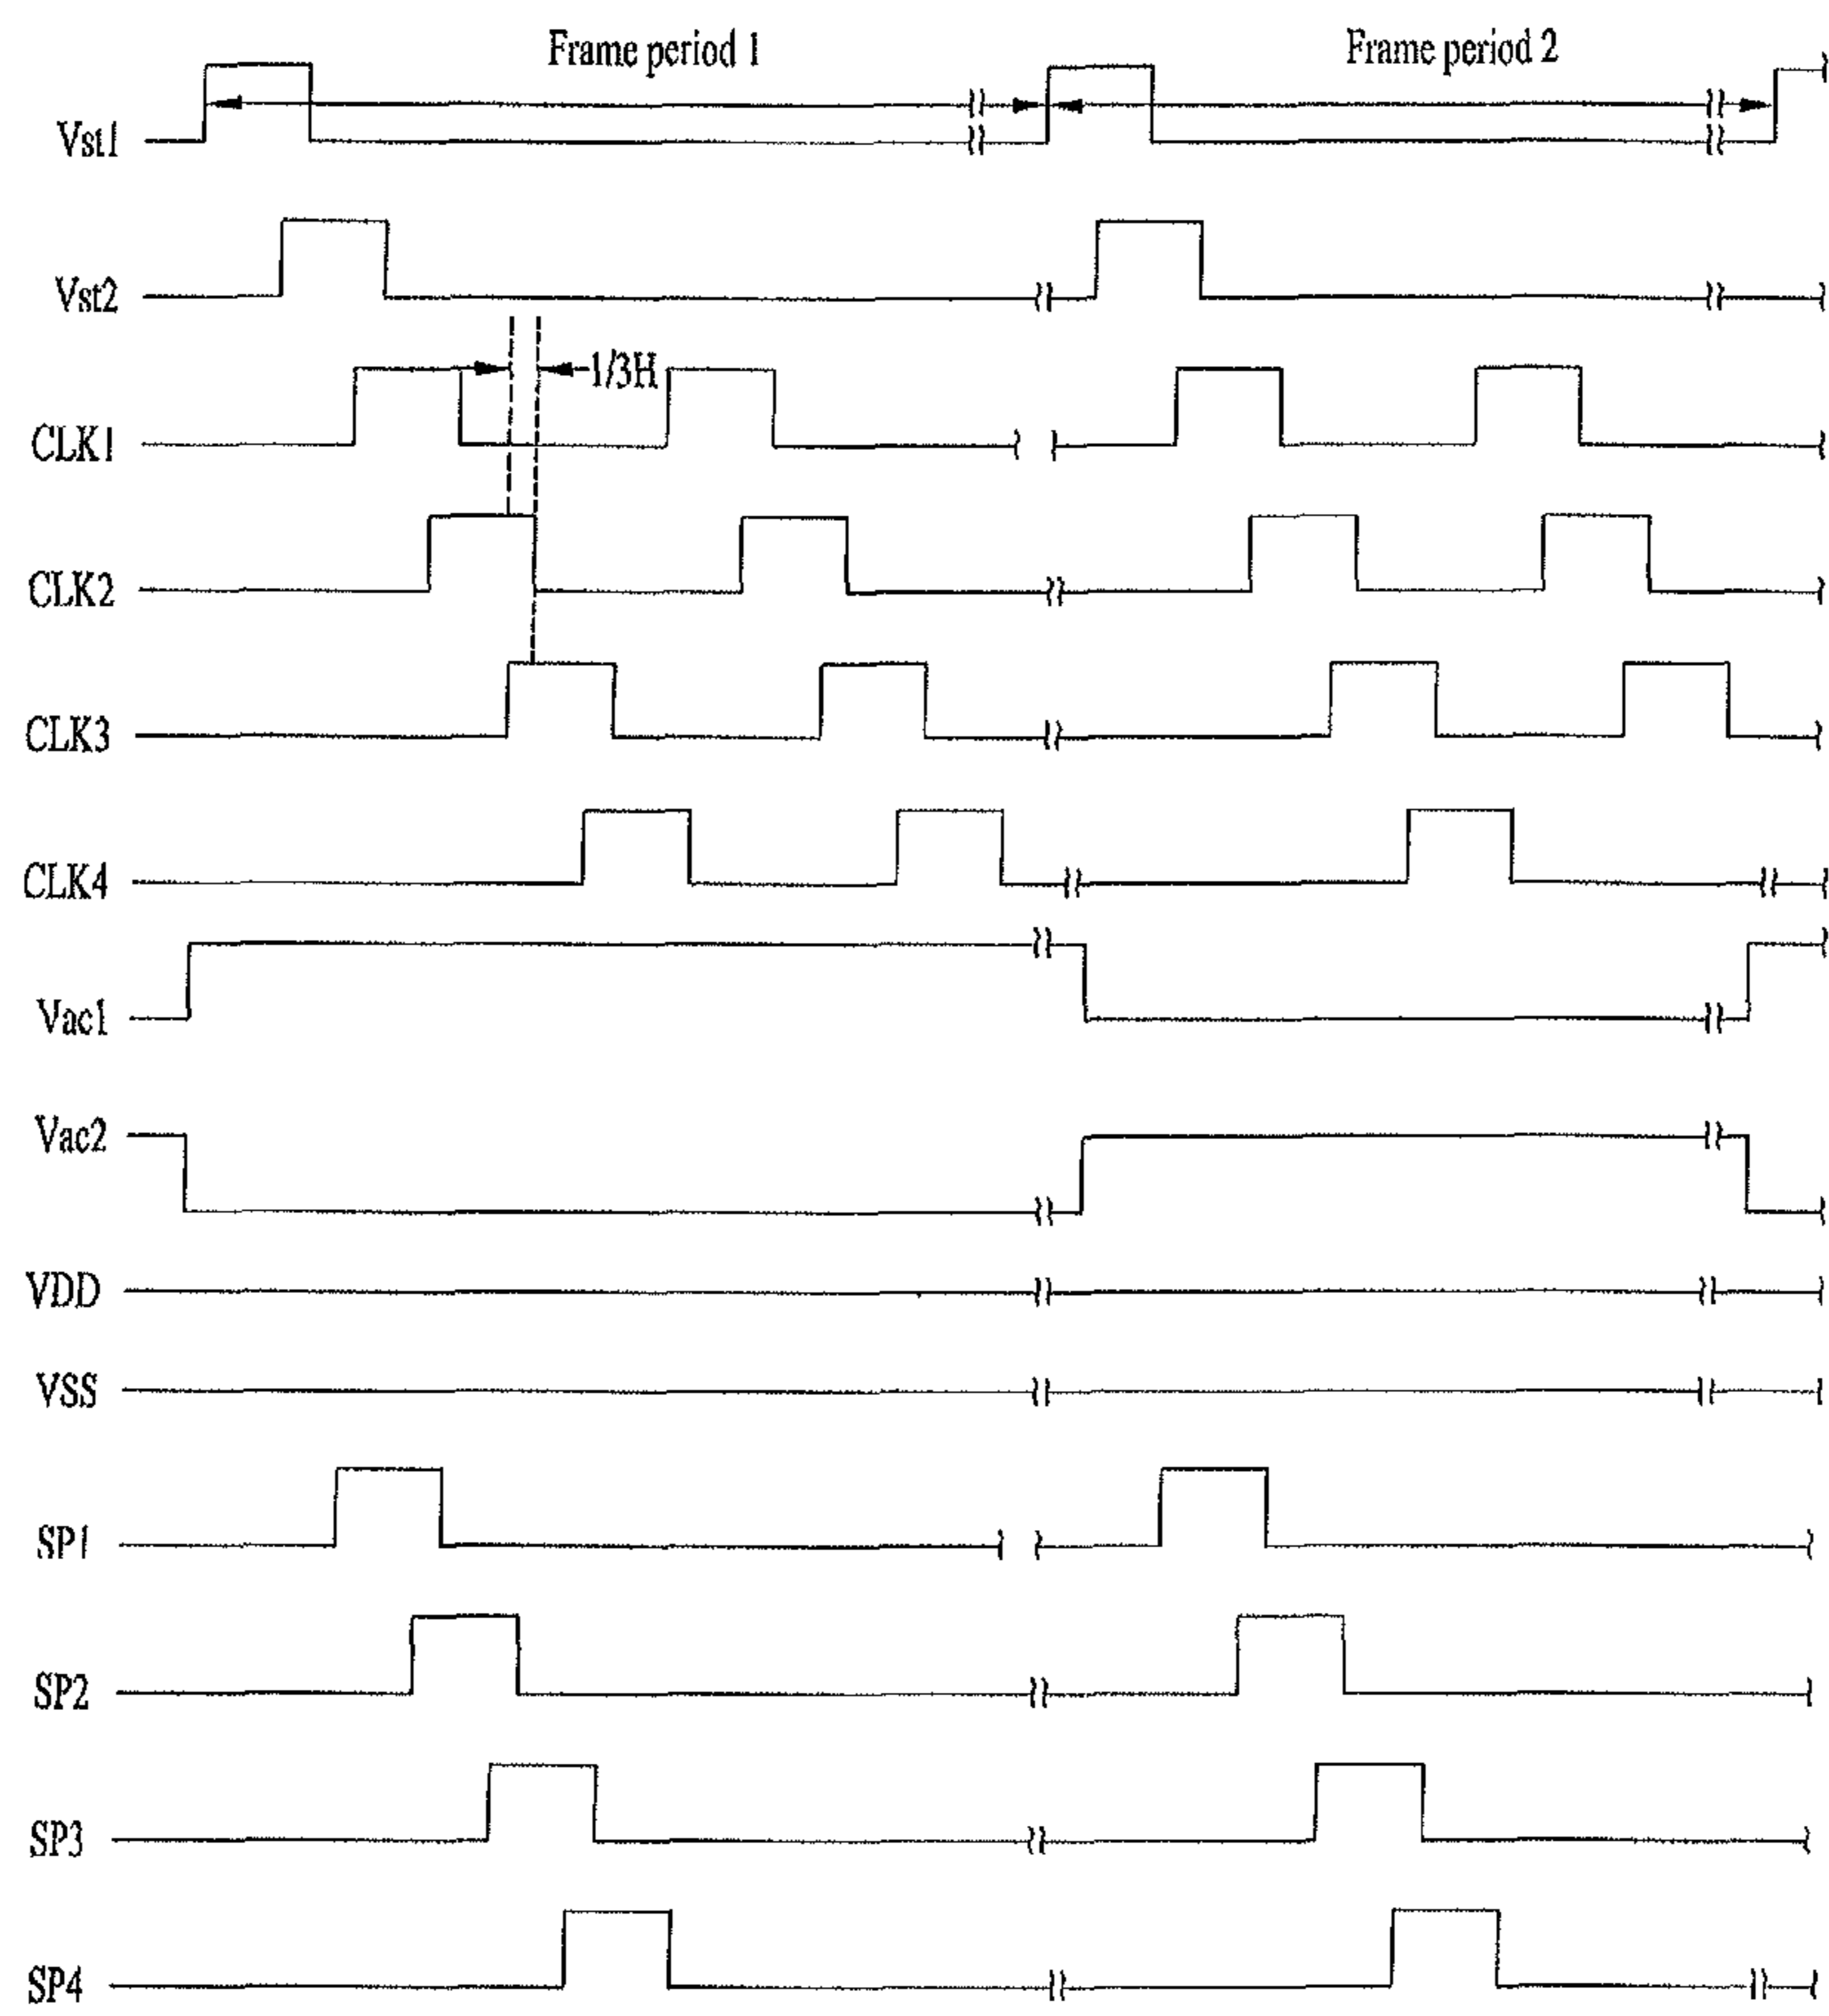 Frame period 1
Frame period 2
Vst1
Vst2
1/3H
CLK1
CLK2
CLK3
CLK4
Vac1
Vac2
VDD
VSS
SP1
SP2
SP3
SP4